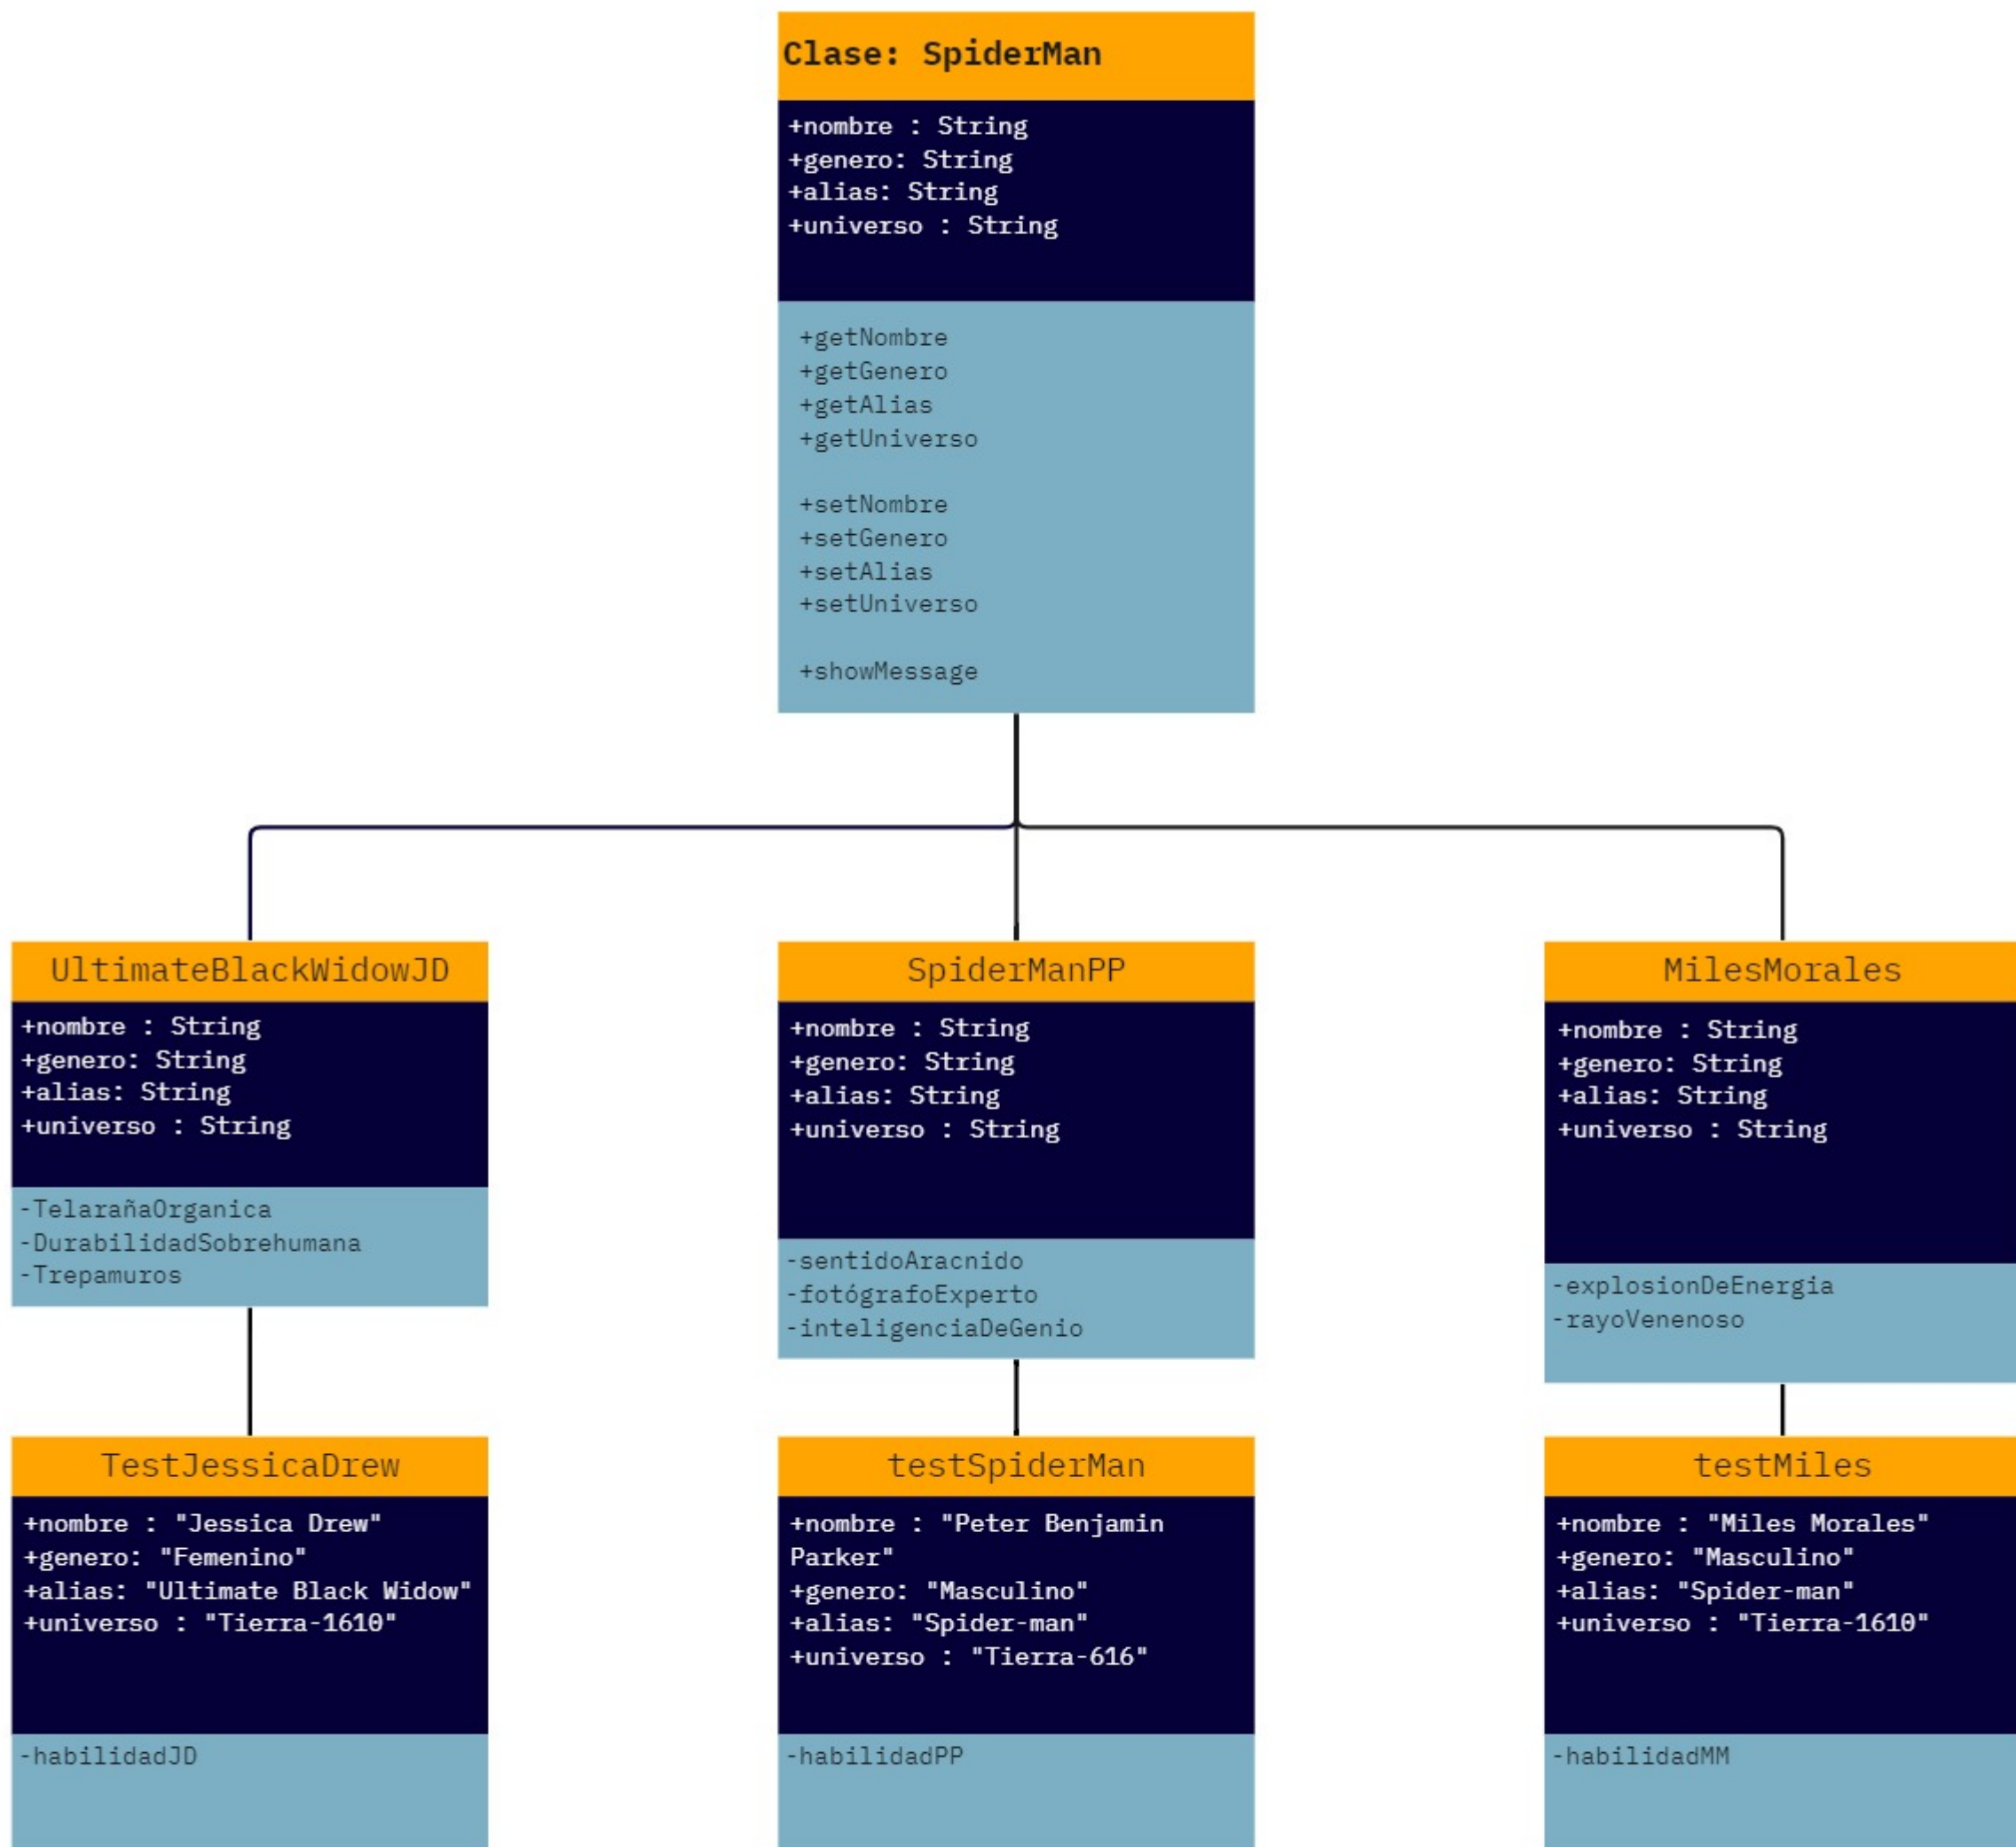 Clase: SpiderMan
+nombre : String
+genero: String
+alias: String
+universo : String
+getNombre
+getGenero
+getAlias
+getUniverso
+setNombre
+setGenero
+setAlias
+setUniverso
+showMessage
UltimateBlackWidowJD
+nombre : String
+genero: String
+alias: String
+universo : String
-TelarañaOrganica
-DurabilidadSobrehumana
-Trepamuros
SpiderManPP
+nombre : String
+genero: String
+alias: String
+universo : String
-sentidoAracnido
-fotógrafoExperto
-inteligenciaDeGenio
MilesMorales
+nombre : String
+genero: String
+alias: String
+universo : String
-explosionDeEnergia
-rayoVenenoso
TestJessicaDrew
+nombre : "Jessica Drew"
+genero: "Femenino"
+alias: "Ultimate Black Widow"
+universo : "Tierra-1610"
-habilidadJD
testSpiderMan
+nombre : "Peter Benjamin
Parker"
+genero: "Masculino"
+alias: "Spider-man"
+universo : "Tierra-616"
-habilidadPP
testMiles
+nombre : "Miles Morales"
+genero: "Masculino"
+alias: "Spider-man"
+universo : "Tierra-1610"
-habilidadMM